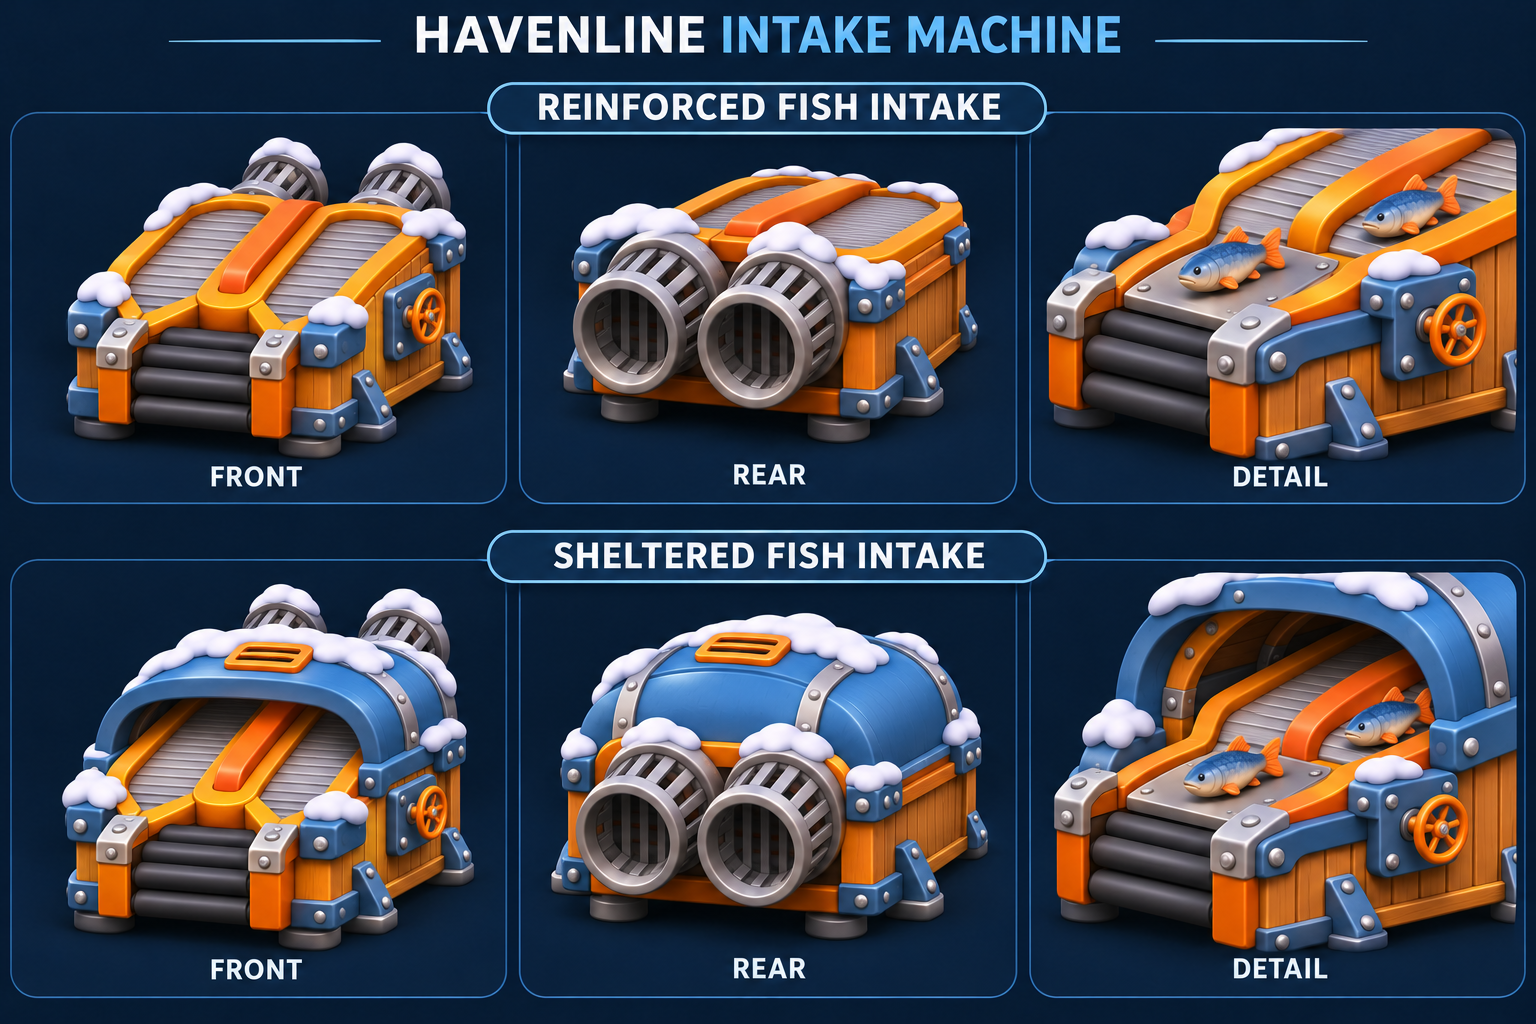 HAVENLINE INTAKE MACHINE
REINFORCED FISH INTAKE
FRONT
REAR
DETAIL
SHELTERED FISH INTAKE
FRONT
REAR
DETAIL